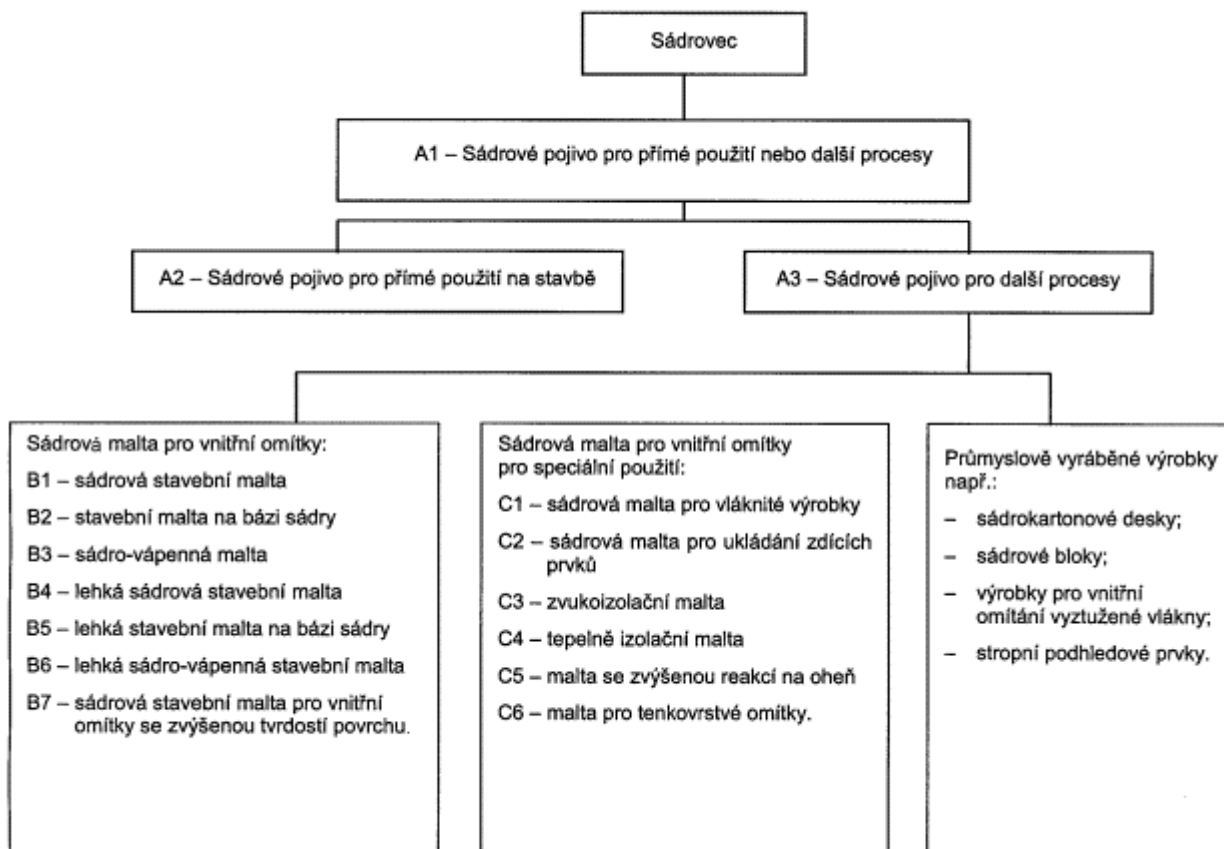 Sádrovec
A1 – Sádrové pojivo pro přímé použití nebo další procesy
A2 – Sádrové pojivo pro přímé použití na stavbě
A3 – Sádrové pojivo pro další procesy
Sádrová malta pro vnitřní omítky:
B1 – sádrová stavební malta
B2 – stavební malta na bázi sádry
B3 – sádro-vápenná malta
B4 – lehká sádrová stavební malta
B5 – lehká stavební malta na bázi sádry
B6 – lehká sádro-vápenná stavební malta
B7 – sádrová stavební malta pro vnitřní
omítky se zvýšenou tvrdostí povrchu.
Sádrová malta pro vnitřní omítky
pro speciální použití:
C1 – sádrová malta pro vláknité výrobky
C2 – sádrová malta pro ukládání zdících
prvků
C3 – zvukoizolační malta
C4 – tepelně izolační malta
C5 – malta se zvýšenou reakcí na oheň
C6 – malta pro tenkovrstvé omítky.
Průmyslově vyráběné výrobky
např.:
– sádrokartonové desky;
– sádrové bloky;
– výrobky pro vnitřní
omítání vyztužené vlákny;
– stropní podhledové prvky.